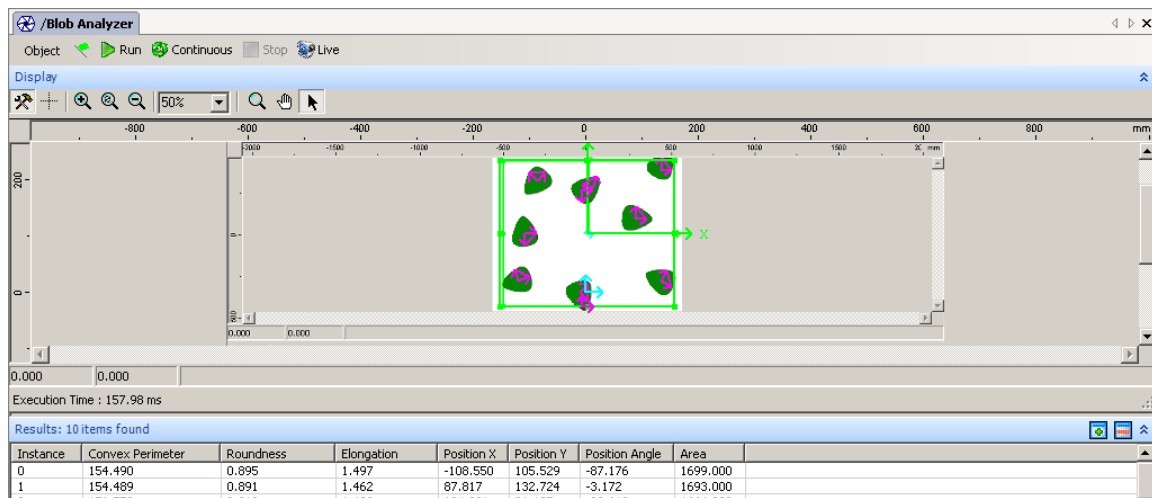 /Blob Analyzer
Object Run Continuous Stop Live
Display
50%
-800 -600 -400 -200 0 200 400 600 800 mm
-1500 -1000 -500 0 500 1000 1500 mm
200
0
X
0
0.000 0.000
0.000 0.000
Execution Time : 157.98 ms
Results: 10 items found
Instance Convex Perimeter Roundness Elongation Position X Position Y Position Angle Area
0 154.490 0.895 1.497 -108.550 105.529 -87.176 1699.000
1 154.489 0.891 1.462 87.817 132.724 -3.172 1693.000